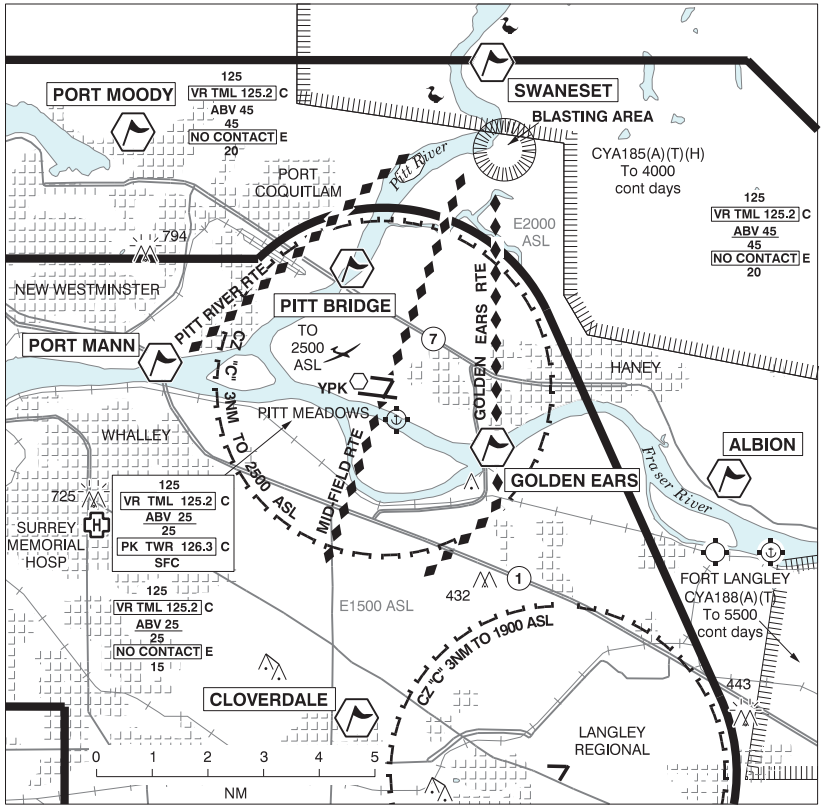 SWANESET
PORT MOODY
125
VR TML 125.2 C
ABV 45
45
NO CONTACT E
20
BLASTING AREA
CYA185(A)(T)(H)
To 4000
cont days
Pitt River
PORT
COQUITLAM
125
VR TML 125.2 C
ABV 45
45
NO CONTACT E
20
E2000
ASL
794
NEW WESTMINSTER
PITT RIVER RTE
PITT BRIDGE
GOLDEN EARS RTE
PORT MANN
TO
2500
ASL
7
HANEY
CZ "C" 3NM TO 2500 ASL
YPK
PITT MEADOWS
WHALLEY
MID-FIELD RTE
ALBION
GOLDEN EARS
Fraser River
725
H
SURREY
MEMORIAL
HOSP
125
VR TML 125.2 C
ABV 25
25
PK TWR 126.3 C
SFC
125
VR TML 125.2 C
ABV 25
25
NO CONTACT E
15
E1500 ASL
432
1
FORT LANGLEY
CYA188(A)(T)
To 5500
cont days
CZ "C" 3NM TO 1900 ASL
CLOVERDALE
443
LANGLEY
REGIONAL
0 1 2 3 4 5
NM